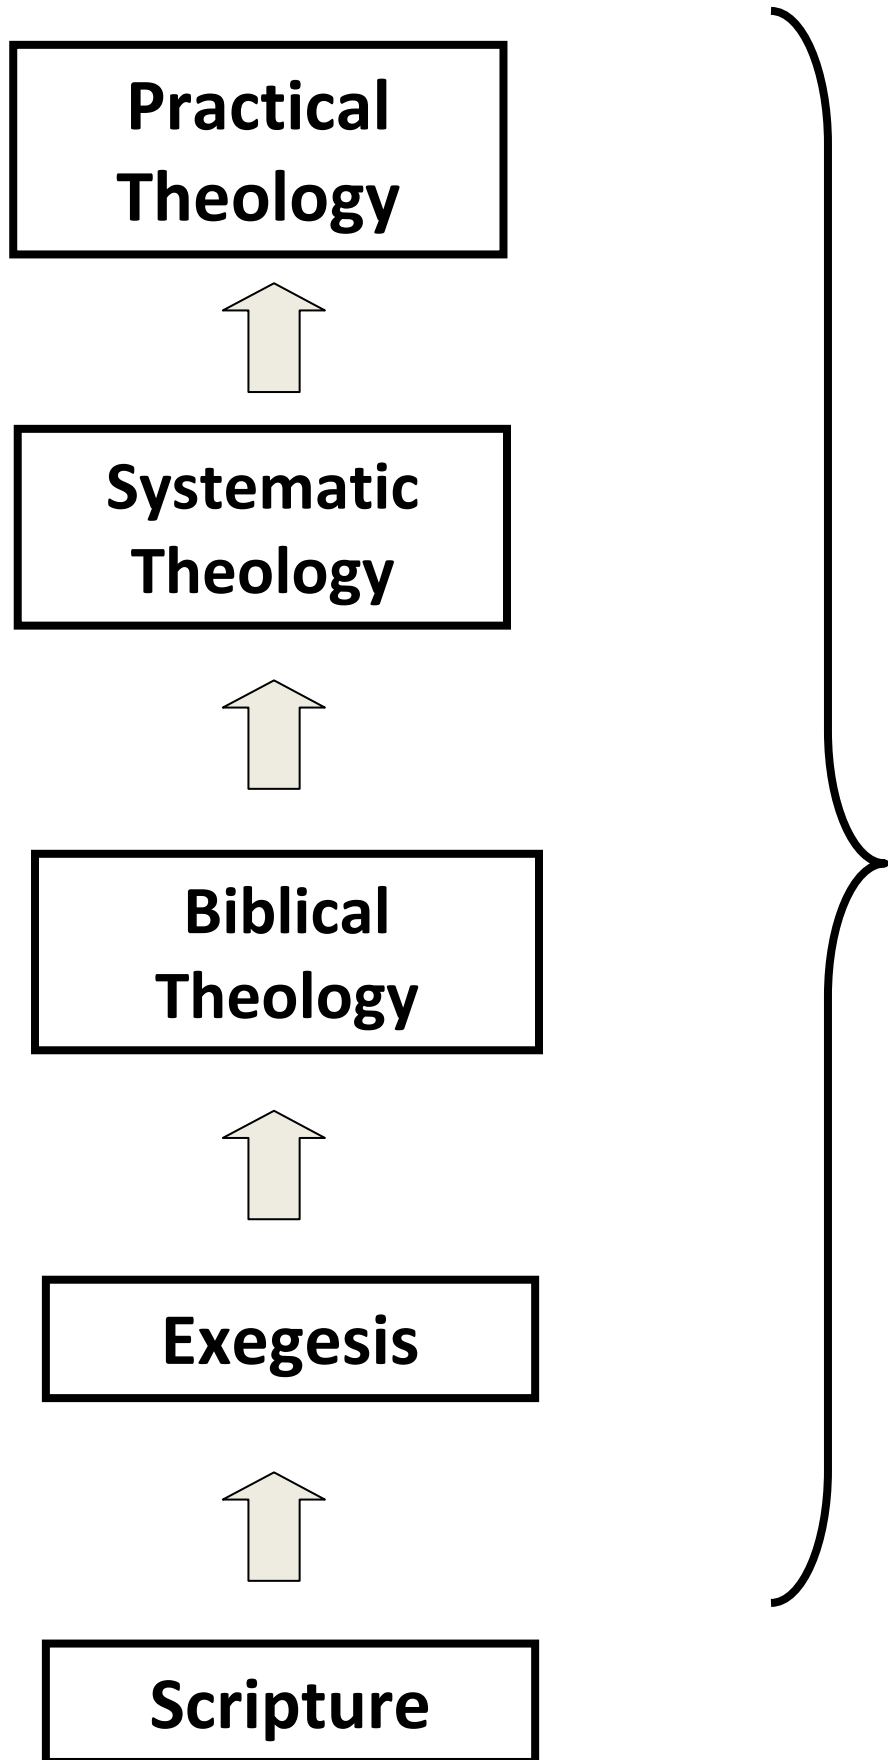 Practical
Theology
Systematic
Theology
Biblical
Theology
Exegesis
Scripture